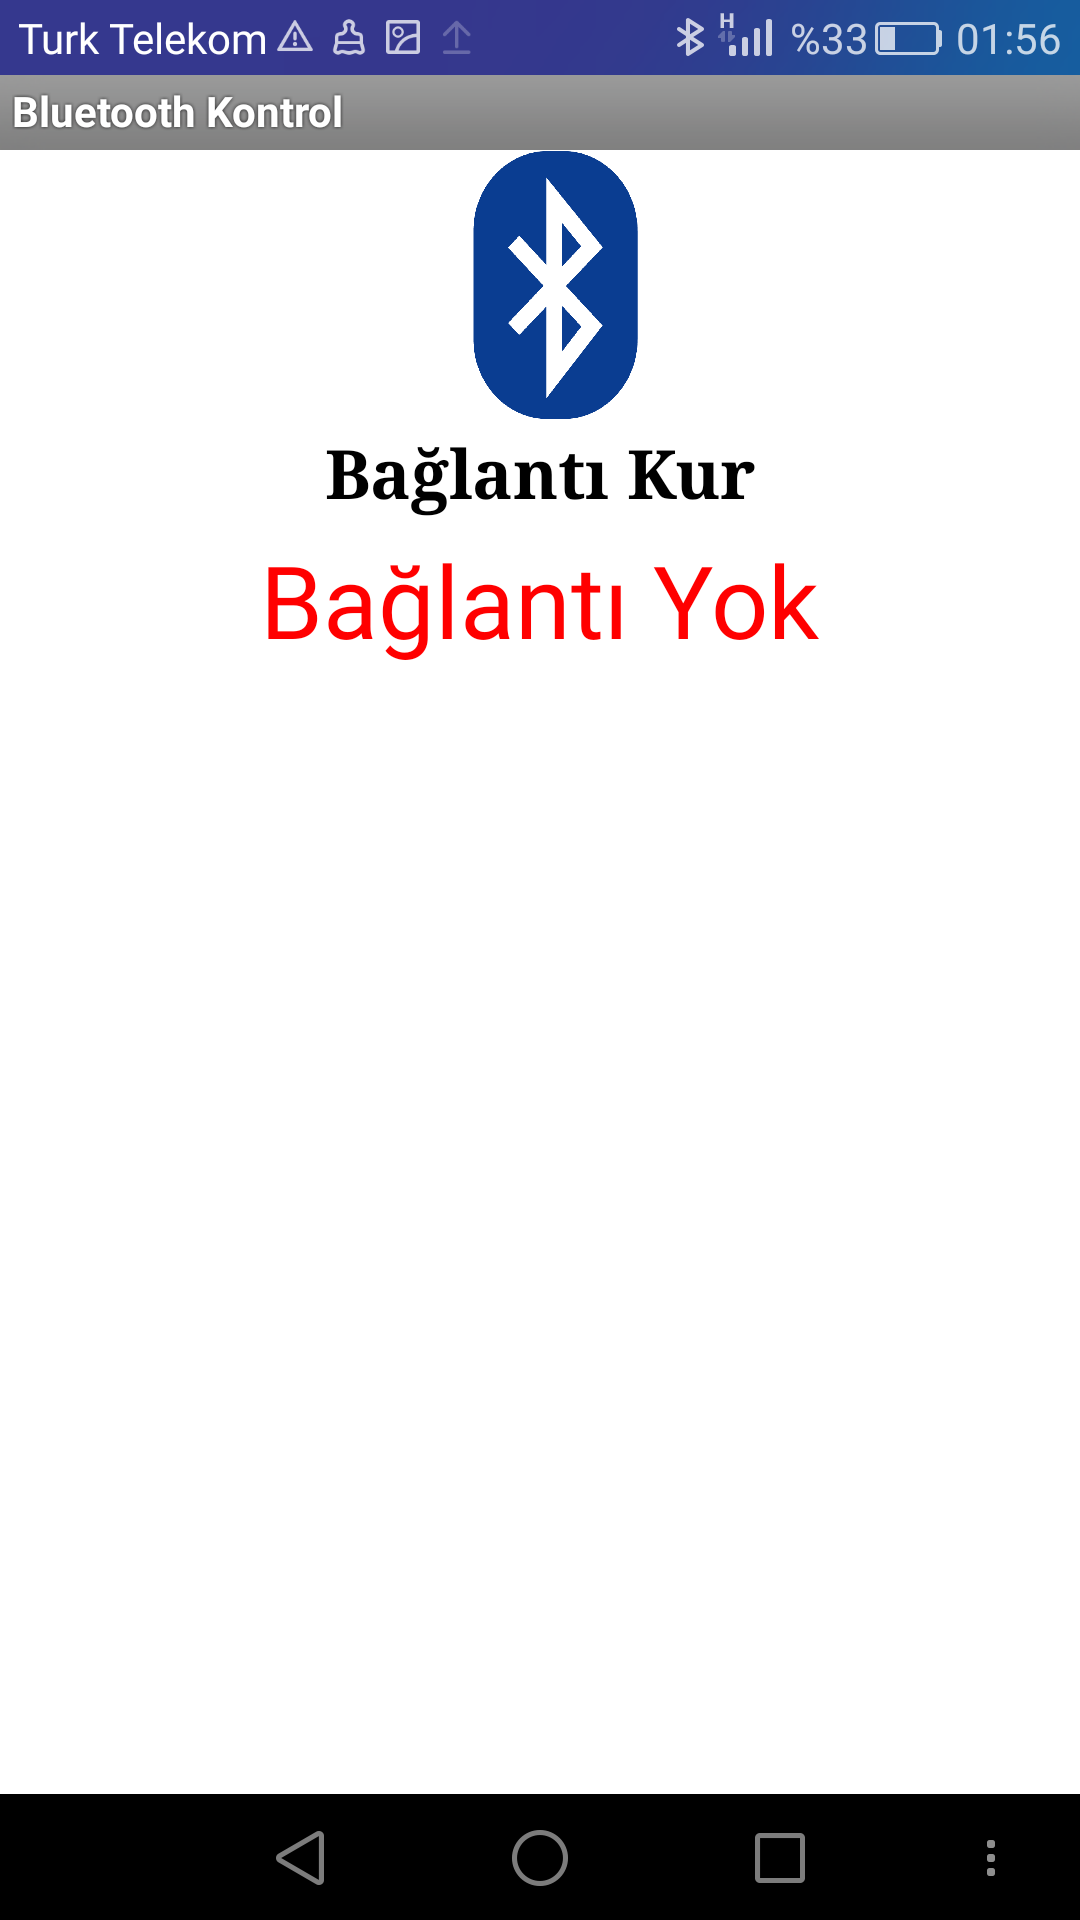 Turk Telekom H %33 01:56
Bluetooth Kontrol
Bağlantı Kur
Bağlantı Yok